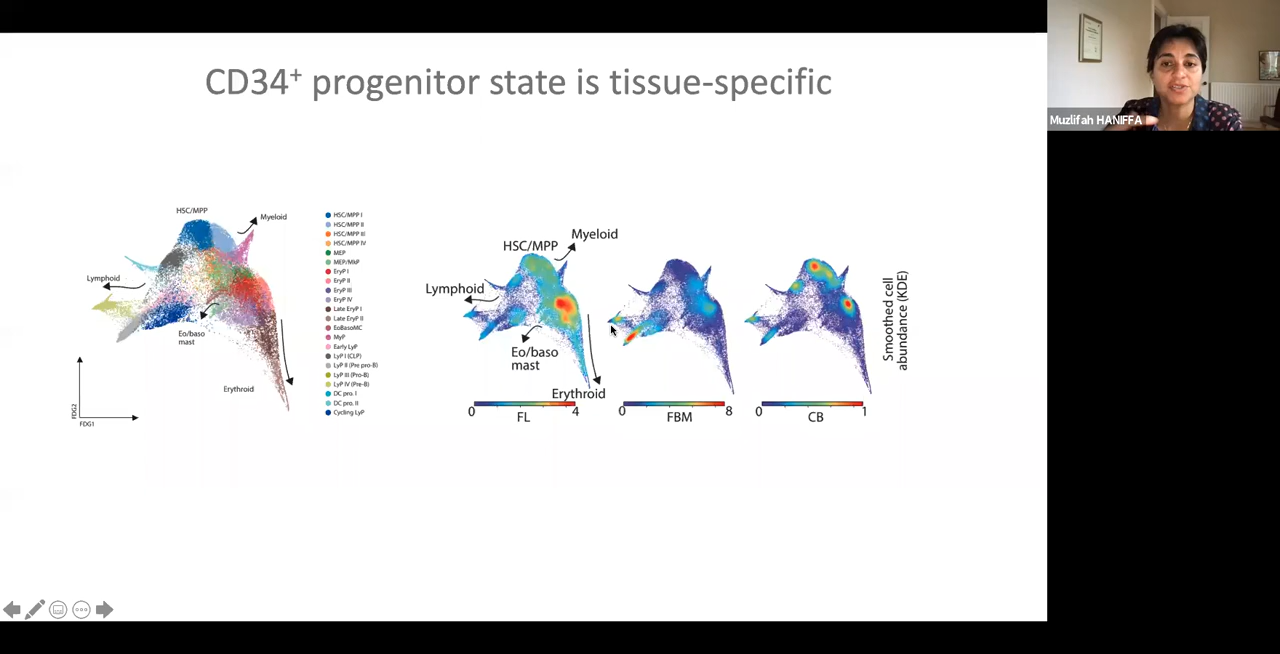 CD34+ progenitor state is tissue-specific
Muzlifah HANIFFA
HSC/MPP
Myeloid
Lymphoid
Eo/baso
mast
Erythroid
FDG2
FDG1
HSC/MPP I
HSC/MPP II
HSC/MPP III
HSC/MPP IV
MEP
MEP/MkP
EryP I
EryP II
EryP III
EryP IV
Late EryP I
Late EryP II
EoBasoMC
MyP
Early LyP
LyP I (CLP)
LyP II (Pre pro-B)
LyP III (Pro-B)
LyP IV (Pre-B)
DC pro. I
DC pro. II
Cycling LyP
Myeloid
HSC/MPP
Lymphoid
Eo/baso
mast
Erythroid
0 4
FL
0 8
FBM
0 1
CB
Smoothed cell
abundance (KDE)